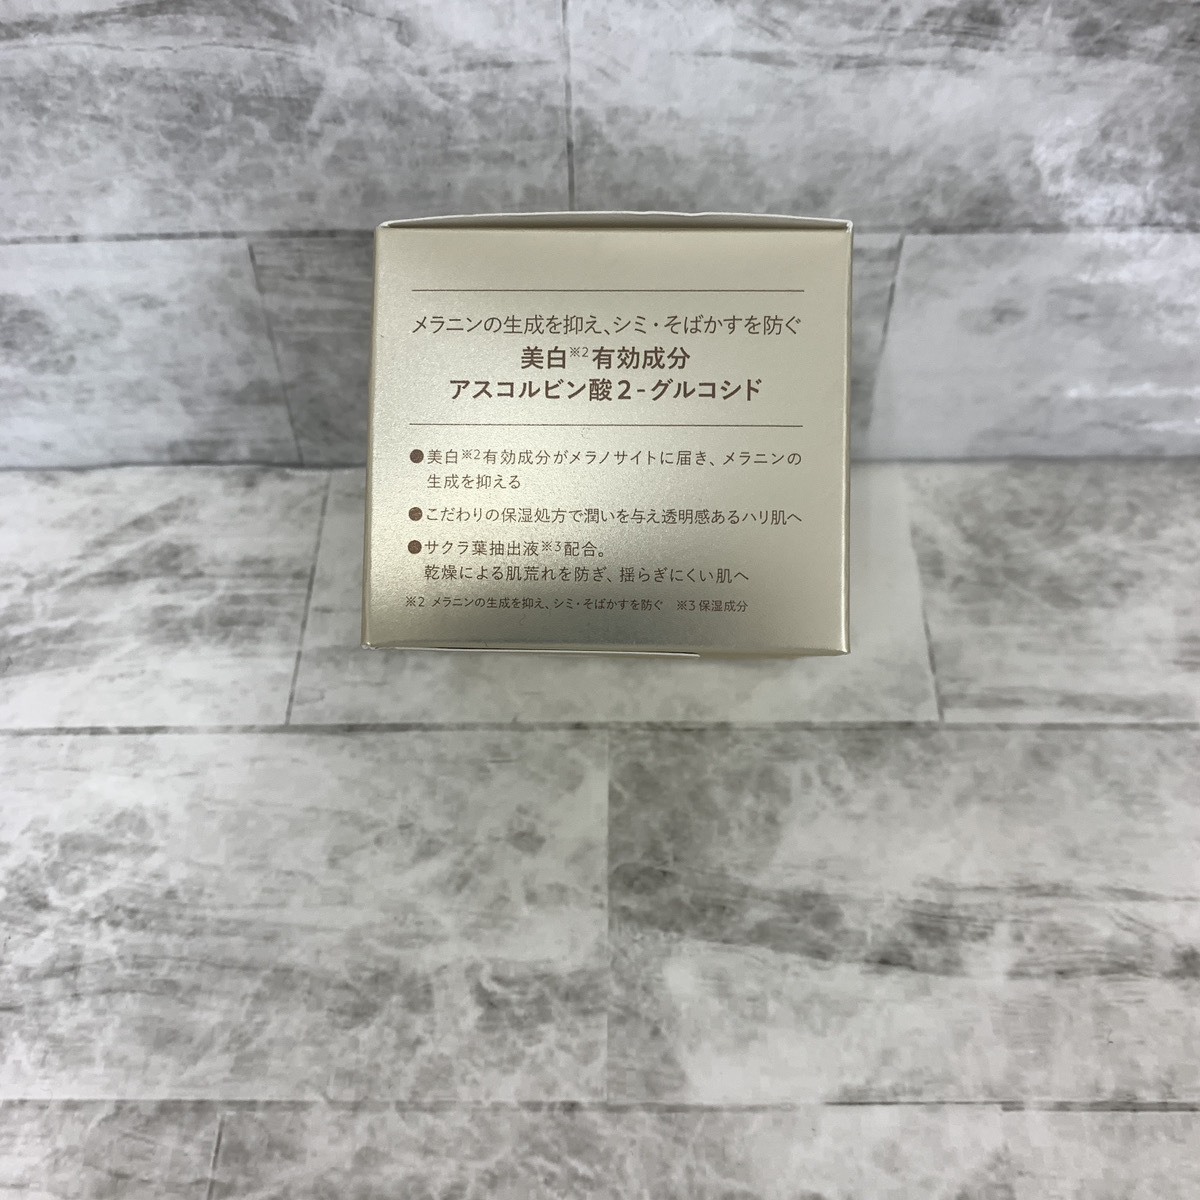 メラニンの生成を抑え、シミ・そばかすを防ぐ
美白※2有効成分
アスコルビン酸2-グルコシド
●美白※2有効成分がメラノサイトに届き、メラニンの
生成を抑える
●こだわりの保湿処方で潤いを与え透明感あるハリ肌へ
●サクラ葉抽出液※3配合。
乾燥による肌荒れを防ぎ、揺らぎにくい肌へ
※2 メラニンの生成を抑え、シミ・そばかすを防ぐ ※3 保湿成分